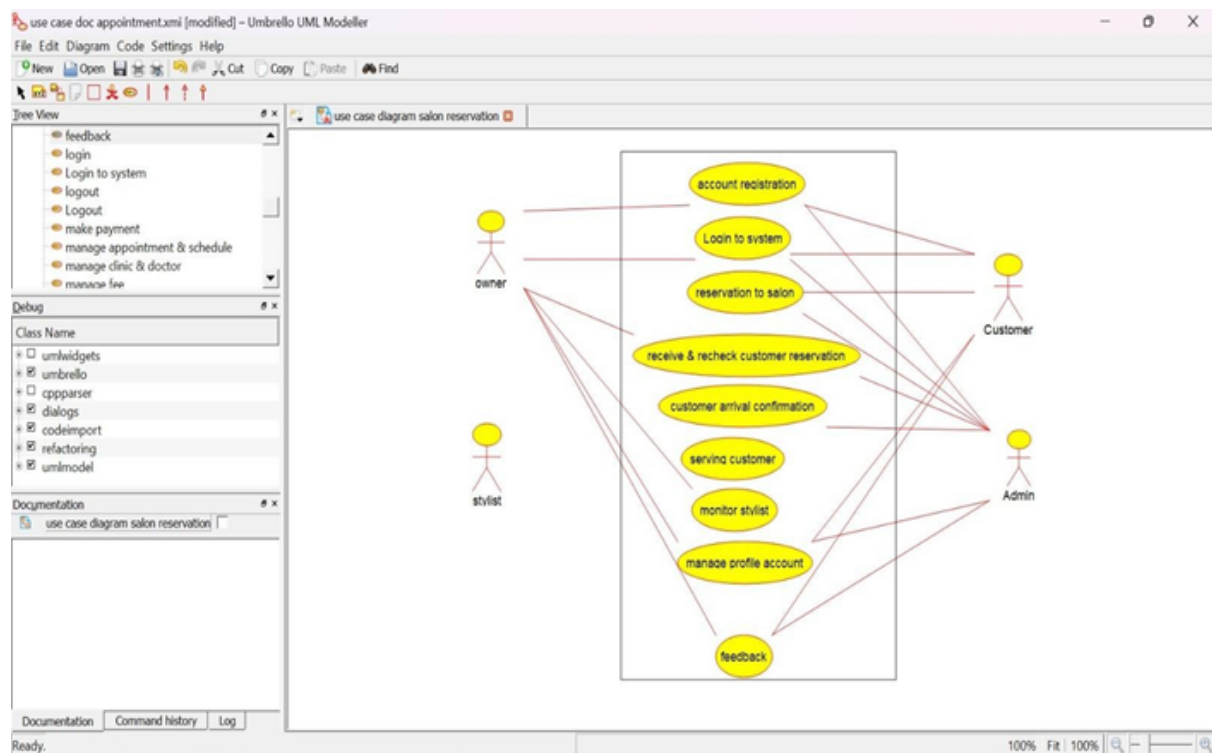 use case doc appointment.xmi [modified] – Umbrello UML Modeller
File Edit Diagram Code Settings Help
New Open Cut Copy Paste Find
Tree View
use case diagram salon reservation
feedback
login
Login to system
logout
Logout
make payment
manage appointment & schedule
manage clinic & doctor
manage fee
Debug
Class Name
umlwidgets
umbrello
cppparser
dialogs
codeimport
refactoring
umlmodel
Documentation
use case diagram salon reservation
Documentation Command history Log
Ready.
account registration
Login to system
reservation to salon
receive & recheck customer reservation
customer arrival confirmation
serving customer
monitor stylist
manage profile account
feedback
owner
stylist
Customer
Admin
100% Fit 100%